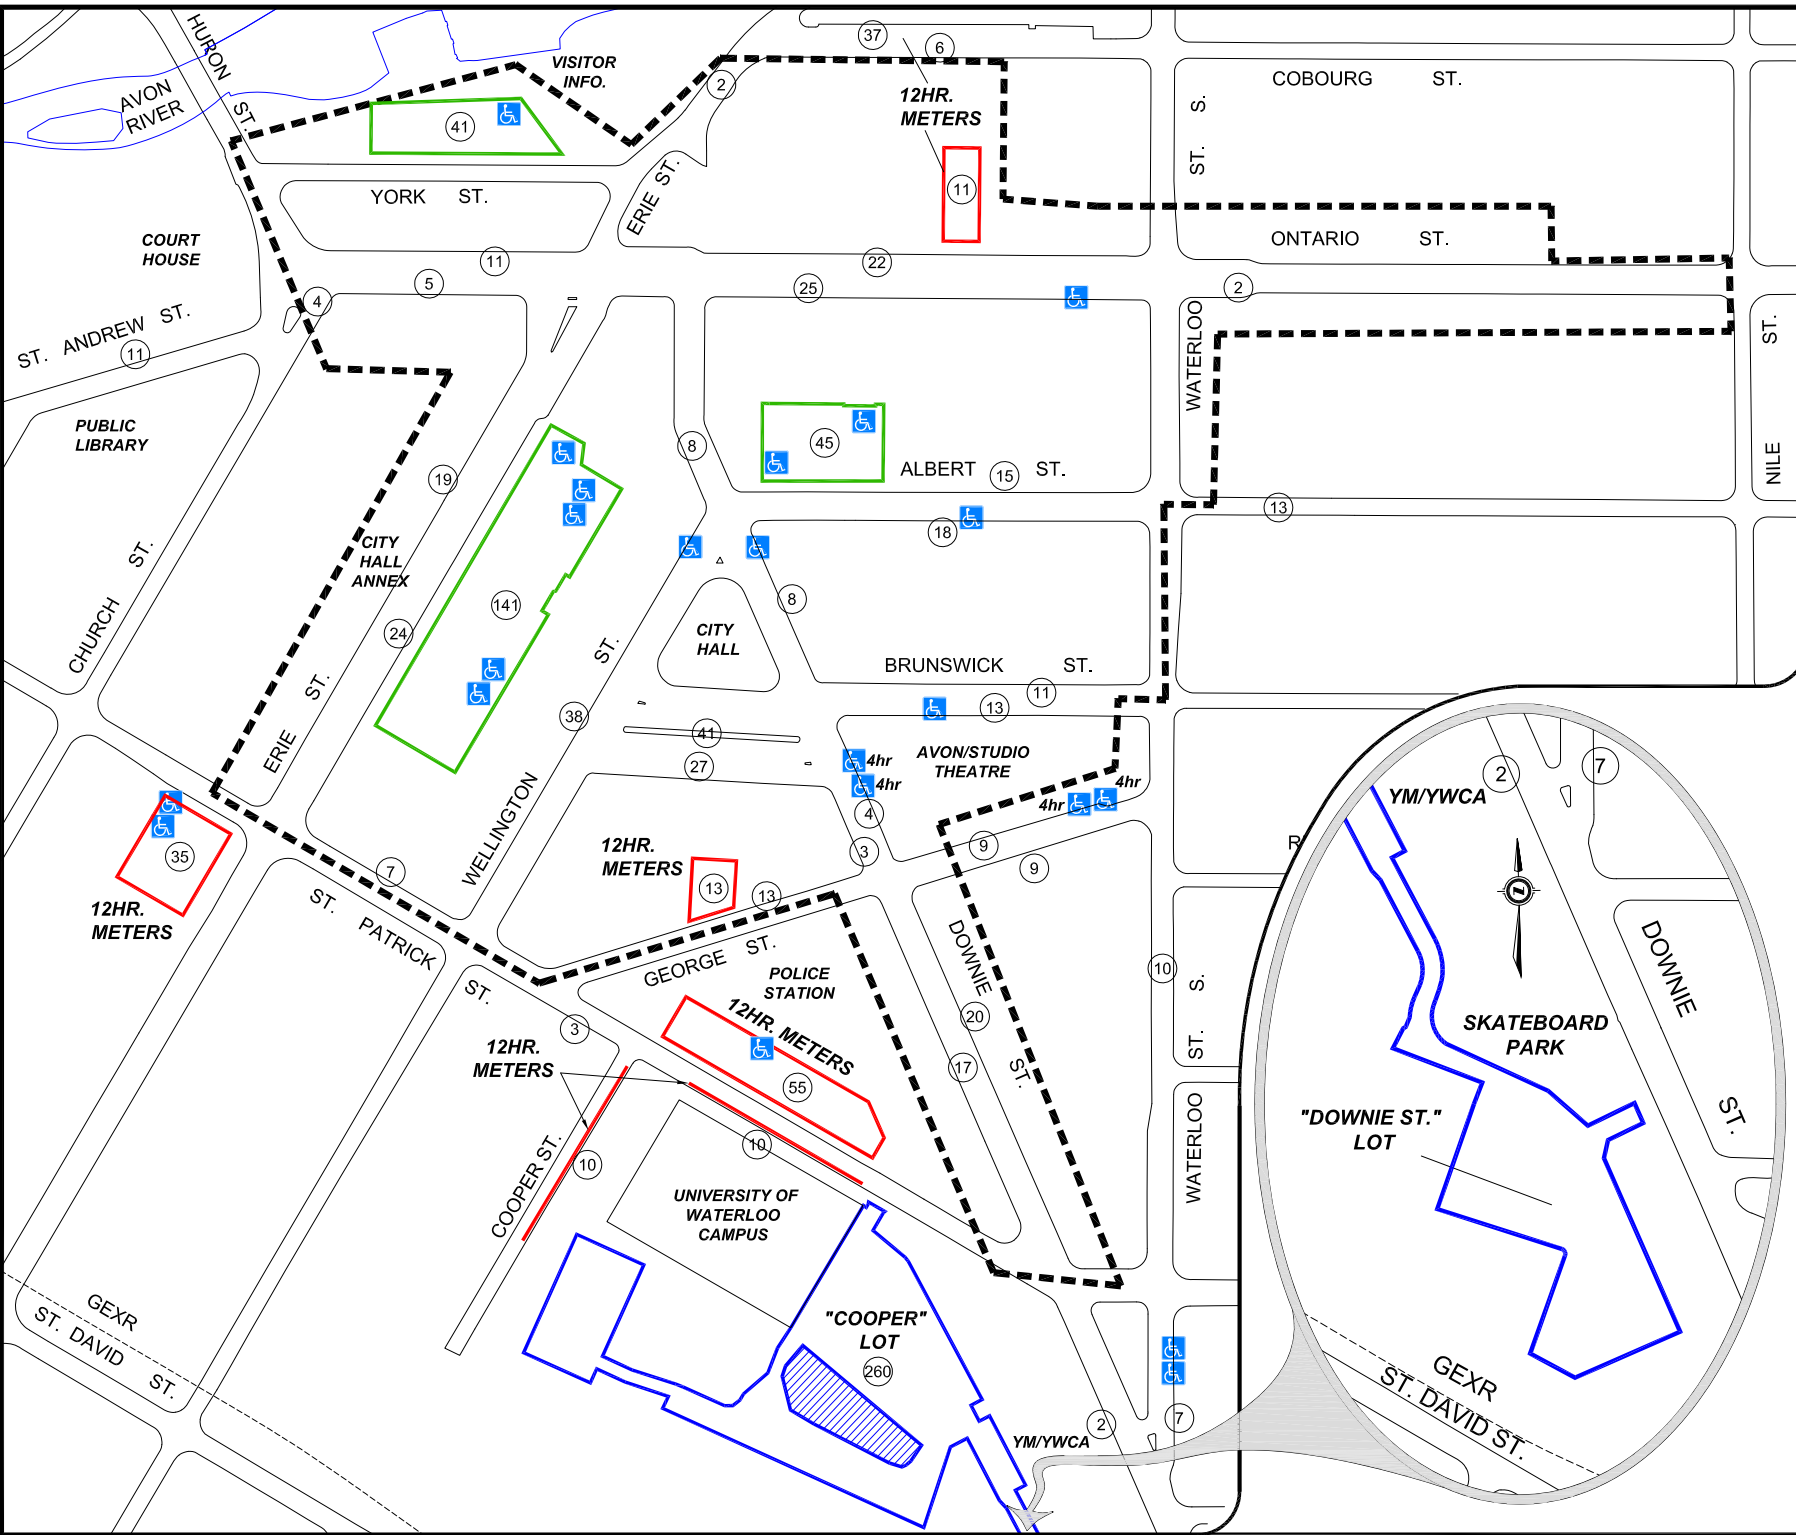 HURON
ST.
AVON
RIVER
VISITOR
INFO.
41
2
37
6
12HR.
METERS
11
COBOURG ST.
ST. S.
YORK ST.
ERIE ST.
COURT
HOUSE
11
5
4
22
25
ONTARIO ST.
2
ST. ANDREW ST.
11
PUBLIC
LIBRARY
WATERLOO
NILE ST.
19
8
45
ALBERT ST.
15
13
18
CITY
HALL
ANNEX
141
24
8
CHURCH ST.
CITY
HALL
BRUNSWICK ST.
11
13
ERIE ST.
38
41
27
WELLINGTON ST.
AVON/STUDIO
THEATRE
4hr
4hr
4hr
4hr
4
3
9
9
35
12HR.
METERS
7
12HR.
METERS
13
13
ST. PATRICK ST.
GEORGE ST.
POLICE
STATION
12HR. METERS
55
DOWNIE ST.
20
17
10
WATERLOO ST. S.
3
12HR.
METERS
COOPER ST.
10
10
UNIVERSITY OF
WATERLOO
CAMPUS
"COOPER"
LOT
260
GEXR
ST. DAVID ST.
YM/YWCA
2
7
R
2
7
YM/YWCA
SKATEBOARD
PARK
DOWNIE ST.
"DOWNIE ST."
LOT
GEXR
ST. DAVID ST.